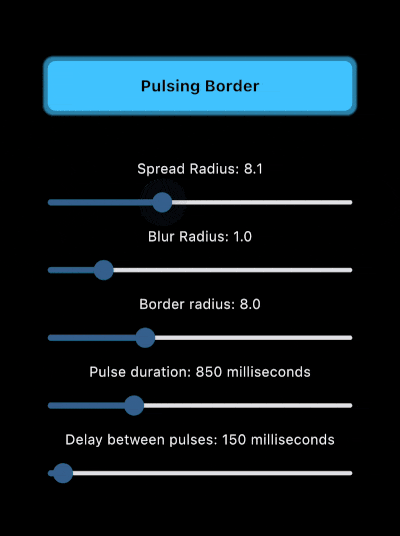 Pulsing Border
Spread Radius: 8.1
Blur Radius: 1.0
Border radius: 8.0
Pulse duration: 850 milliseconds
Delay between pulses: 150 milliseconds